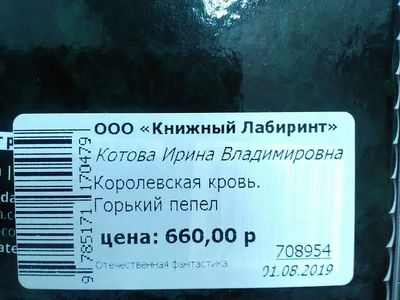 ООО «Книжный Лабиринт»
Котова Ирина Владимировна
Королевская кровь.
Горький пепел
цена: 660,00 р
708954
Отечественная фантастика
01.08.2019
9 785171 170479